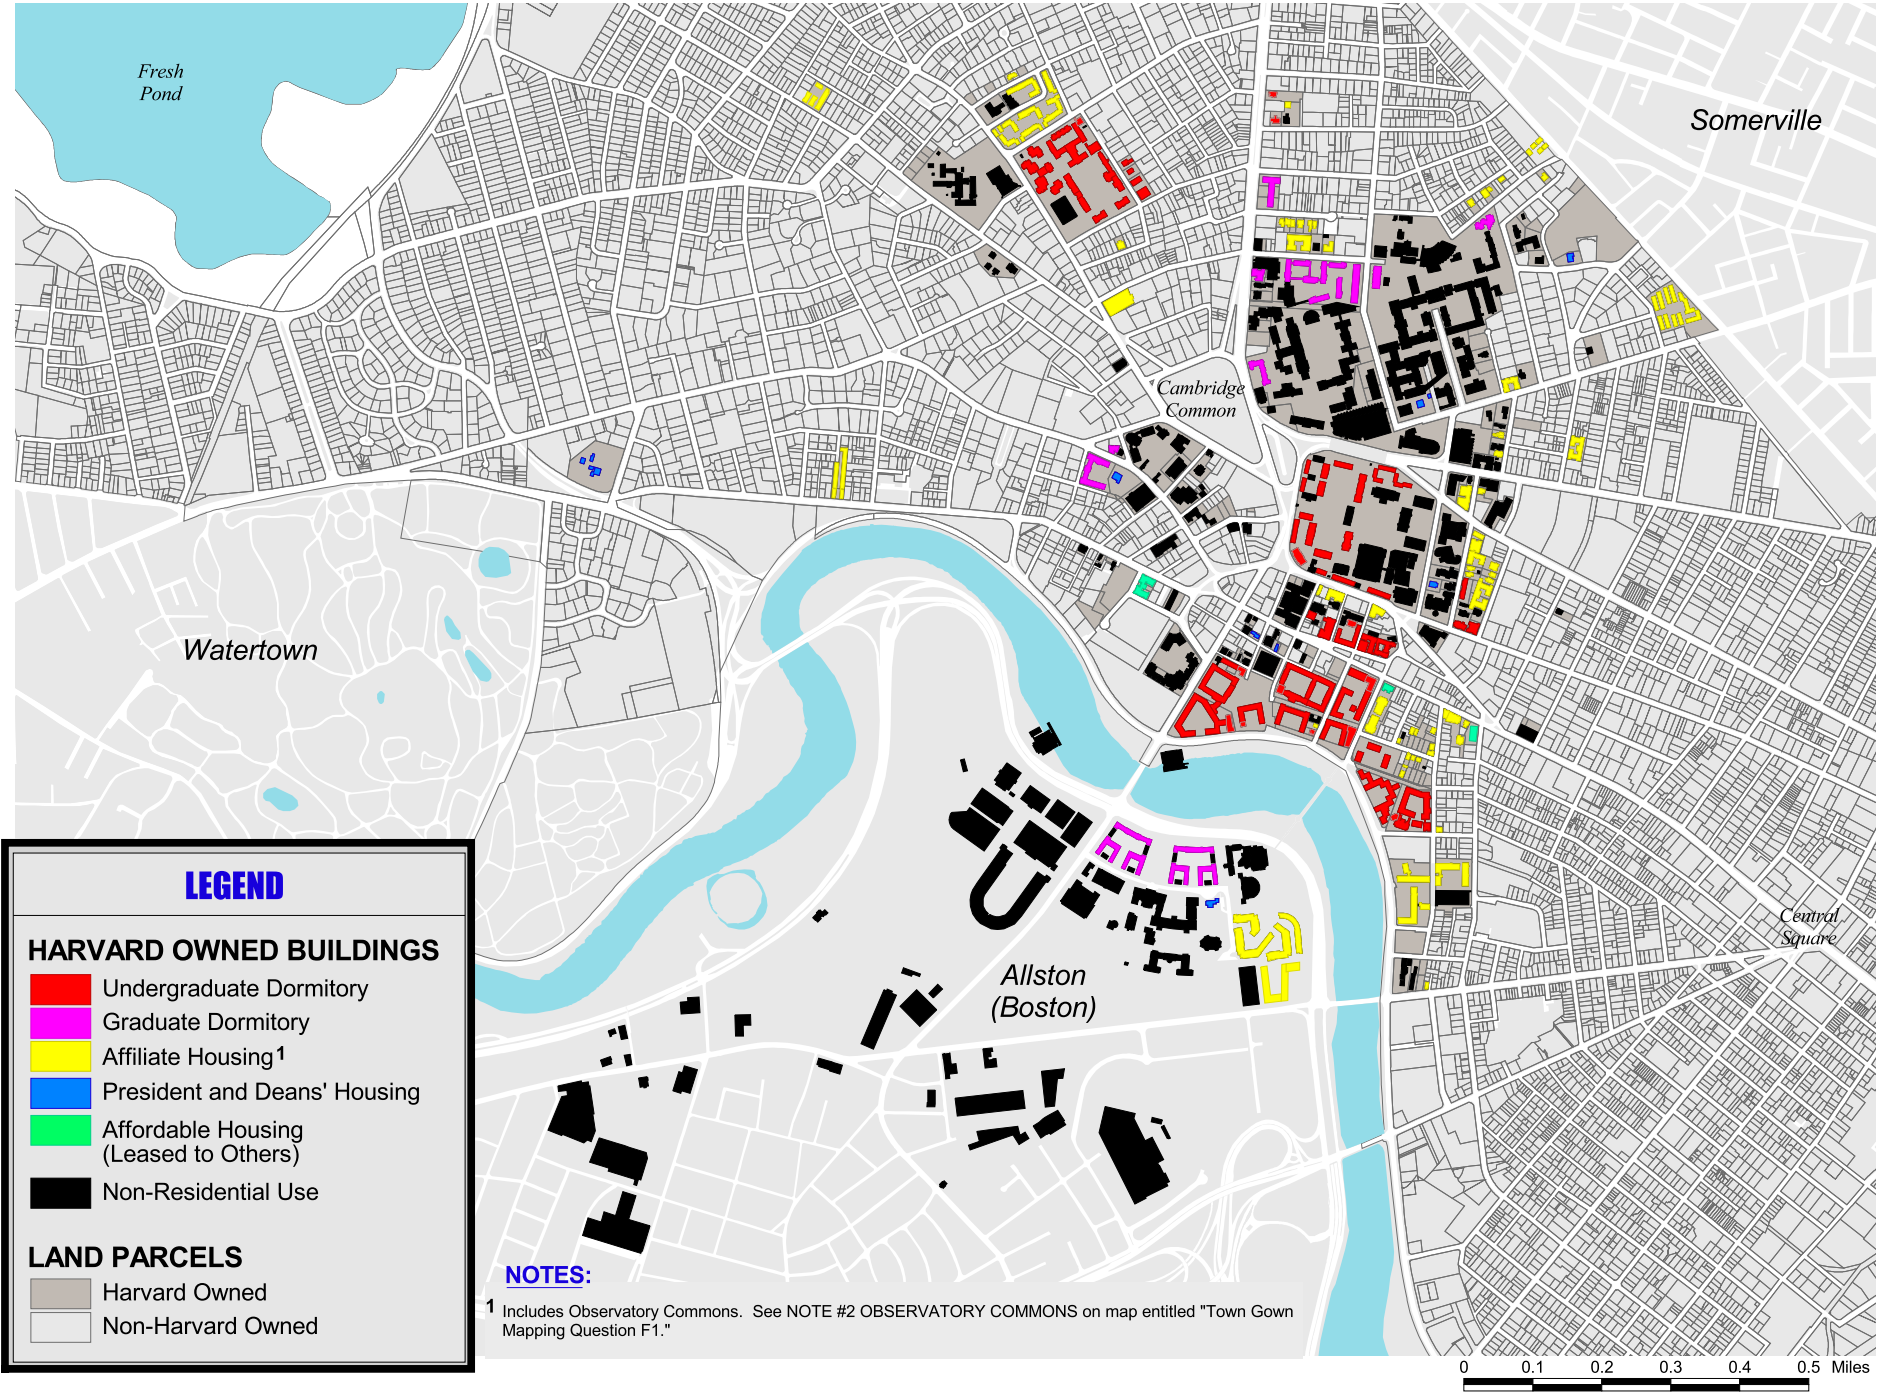 Fresh
Pond
Somerville
Cambridge
Common
Watertown
Central
Square
Allston
(Boston)
LEGEND
HARVARD OWNED BUILDINGS
Undergraduate Dormitory
Graduate Dormitory
Affiliate Housing1
President and Deans' Housing
Affordable Housing
(Leased to Others)
Non-Residential Use
LAND PARCELS
Harvard Owned
Non-Harvard Owned
NOTES:
1 Includes Observatory Commons. See NOTE #2 OBSERVATORY COMMONS on map entitled "Town Gown
Mapping Question F1."
0 0.1 0.2 0.3 0.4 0.5 Miles